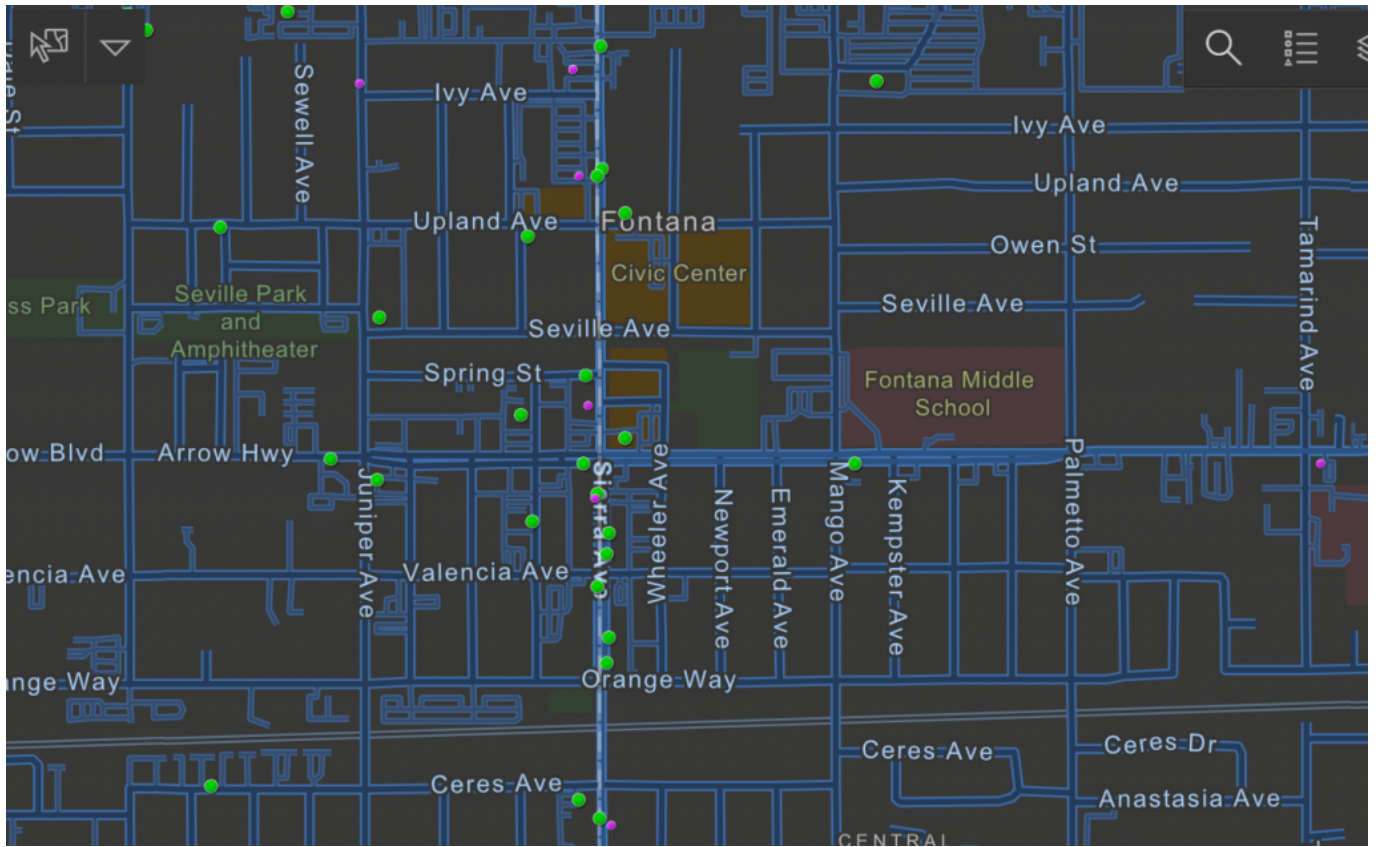 Ivy Ave
Sewell Ave
Ivy Ave
Upland Ave
Upland Ave
Fontana
Tamarind Ave
Owen St
Civic Center
ss Park
Seville Park
and
Amphitheater
Seville Ave
Seville Ave
Spring St
Fontana Middle
School
ow Blvd
Arrow Hwy
Juniper Ave
Sierra Ave
Wheeler Ave
Newport Ave
Emerald Ave
Mango Ave
Kempster Ave
Palmetto Ave
encia Ave
Valencia Ave
nge Way
Orange Way
Ceres Ave
Ceres Dr
Ceres Ave
Anastasia Ave
CENTRAL